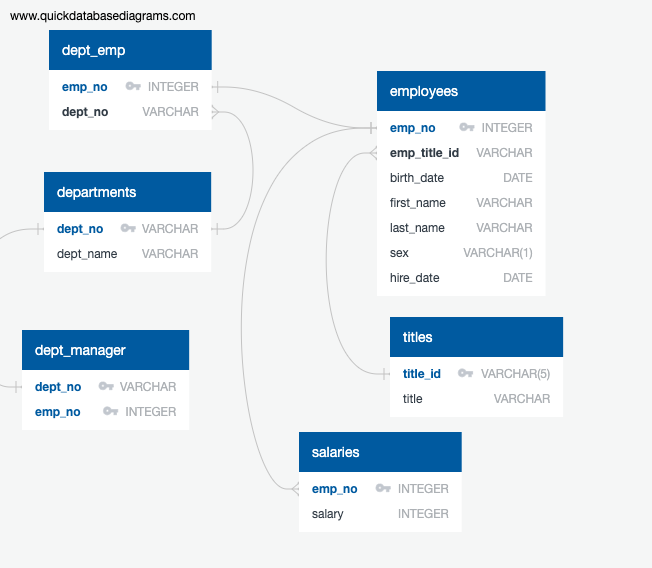 www.quickdatabasediagrams.com
dept_emp
emp_no INTEGER
dept_no VARCHAR
employees
emp_no INTEGER
emp_title_id VARCHAR
birth_date DATE
first_name VARCHAR
last_name VARCHAR
sex VARCHAR(1)
hire_date DATE
departments
dept_no VARCHAR
dept_name VARCHAR
titles
title_id VARCHAR(5)
title VARCHAR
dept_manager
dept_no VARCHAR
emp_no INTEGER
salaries
emp_no INTEGER
salary INTEGER